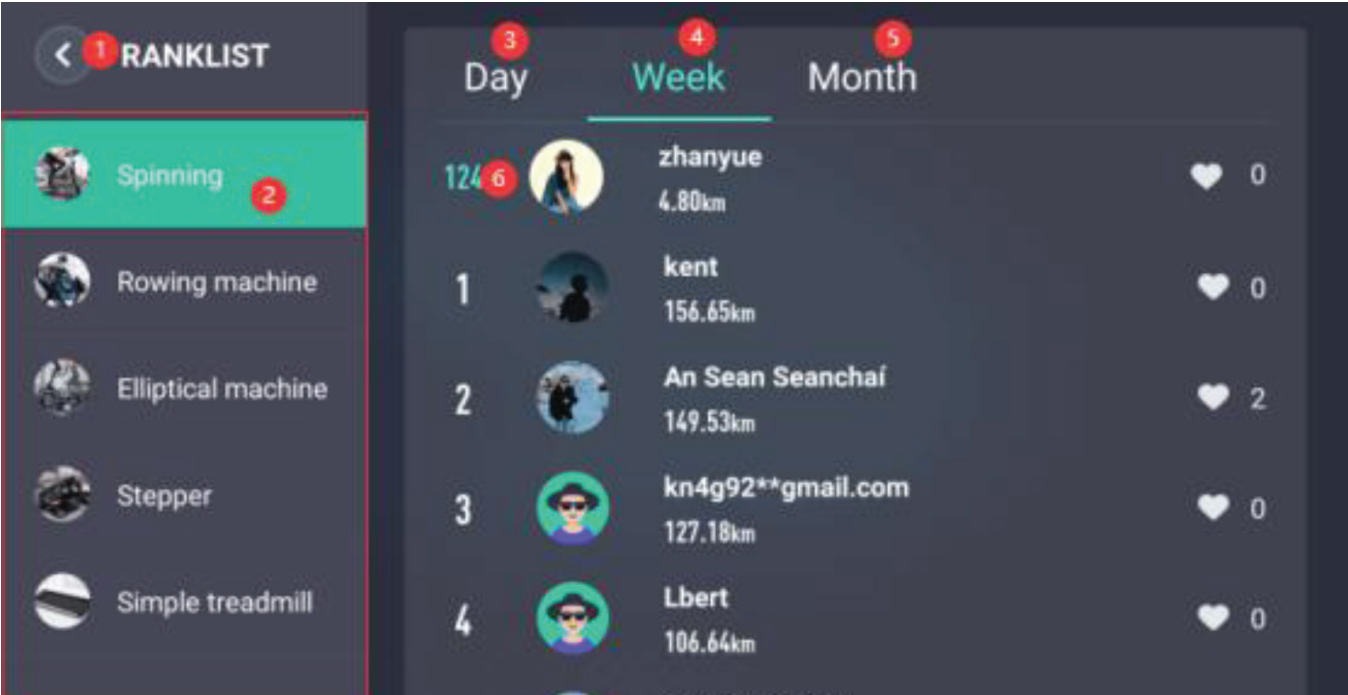 1 RANKLIST
Spinning
2
Rowing machine
Elliptical machine
Stepper
Simple treadmill
3 4 5
Day Week Month
124 6 zhanyue 0
4.80km
1 kent 0
156.65km
2 An Sean Seanchaí 2
149.53km
3 kn4g92**gmail.com 0
127.18km
4 Lbert 0
106.64km